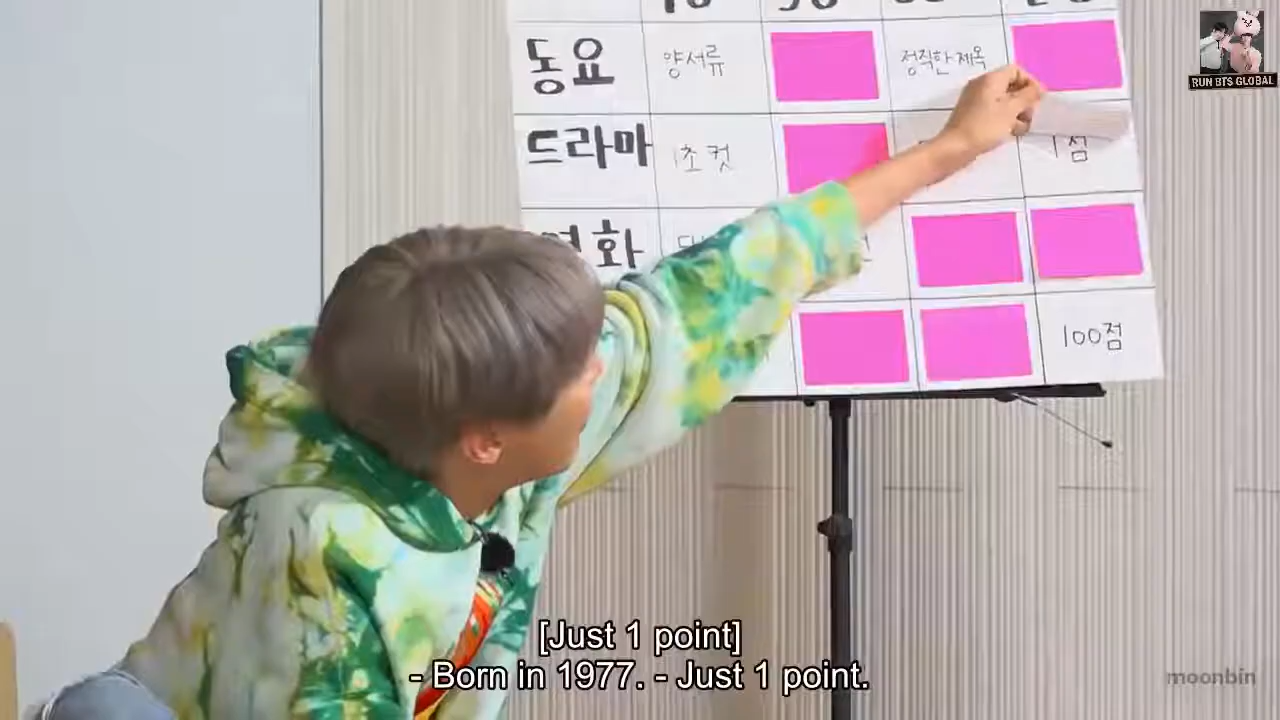 RUN BTS GLOBAL
동요 양서류 정직한 제목
드라마 1초 컷 1점
화
100점
[Just 1 point]
- Born in 1977. - Just 1 point.
moonbin